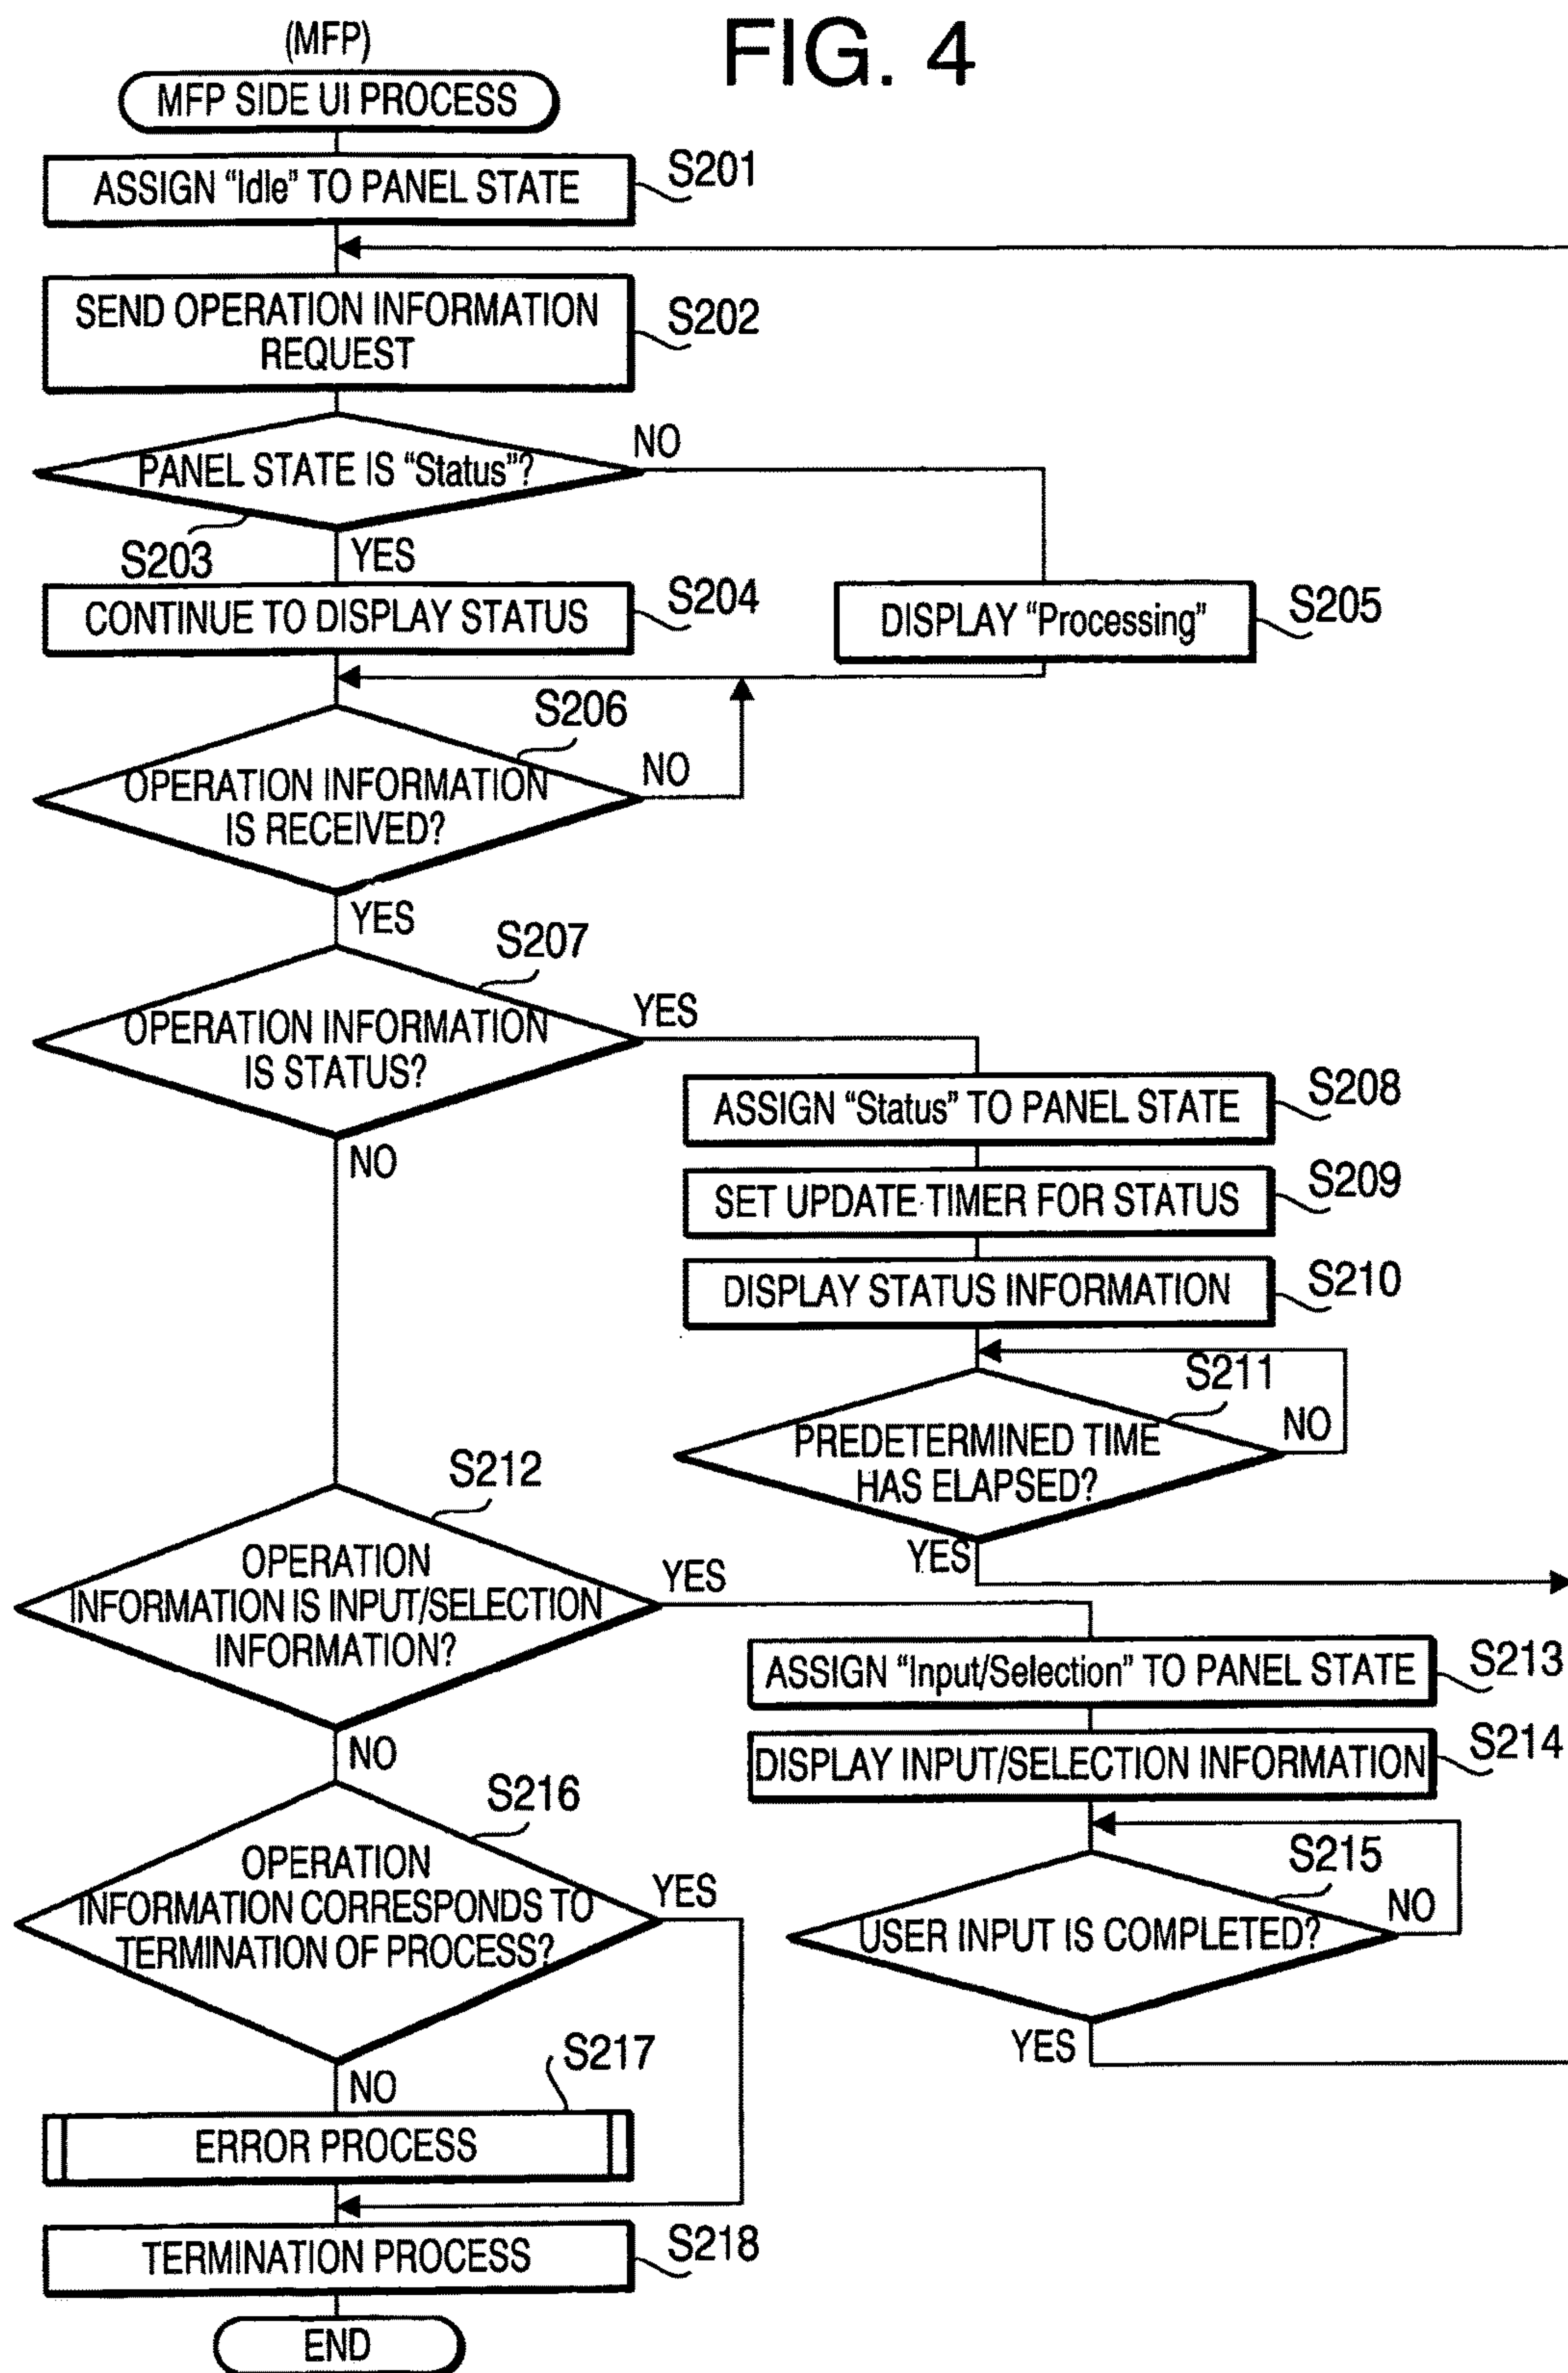 FIG. 4
(MFP)
MFP SIDE UI PROCESS
ASSIGN “Idle” TO PANEL STATE
S201
SEND OPERATION INFORMATION
REQUEST
S202
PANEL STATE IS “Status”?
NO
S203
YES
CONTINUE TO DISPLAY STATUS
S204
DISPLAY “Processing”
S205
S206
OPERATION INFORMATION
IS RECEIVED?
NO
YES
S207
OPERATION INFORMATION
IS STATUS?
YES
NO
ASSIGN “Status” TO PANEL STATE
S208
SET UPDATE TIMER FOR STATUS
S209
DISPLAY STATUS INFORMATION
S210
S211
PREDETERMINED TIME
HAS ELAPSED?
NO
YES
S212
OPERATION
INFORMATION IS INPUT/SELECTION
INFORMATION?
YES
NO
ASSIGN “Input/Selection” TO PANEL STATE
S213
DISPLAY INPUT/SELECTION INFORMATION
S214
S215
USER INPUT IS COMPLETED?
NO
YES
S216
OPERATION
INFORMATION CORRESPONDS TO
TERMINATION OF PROCESS?
YES
NO
S217
ERROR PROCESS
TERMINATION PROCESS
S218
END